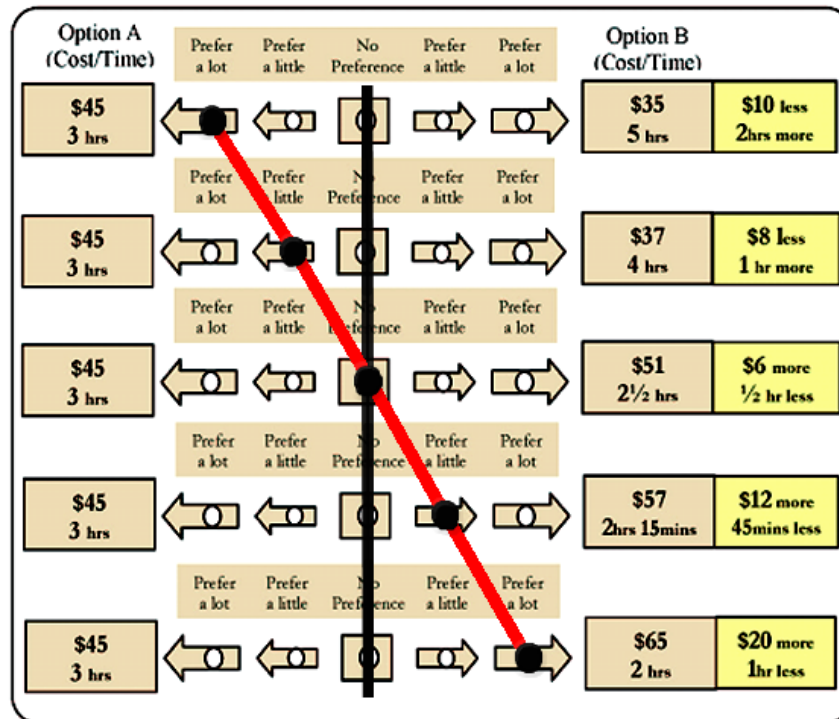 Option A
(Cost/Time)
Prefer a lot
Prefer a little
No Preference
Prefer a little
Prefer a lot
Option B
(Cost/Time)
$45
3 hrs
$35
5 hrs
$10 less
2hrs more
Prefer a lot
Prefer little
Prefer a little
Prefer a lot
$45
3 hrs
$37
4 hrs
$8 less
1 hr more
Prefer a lot
Prefer a little
Prefer a little
Prefer a lot
$45
3 hrs
$51
2½ hrs
$6 more
½ hr less
Prefer a lot
Prefer a little
Prefer a little
Prefer a lot
$45
3 hrs
$57
2hrs 15mins
$12 more
45mins less
Prefer a lot
Prefer a little
Prefer a little
Prefer a lot
$45
3 hrs
$65
2 hrs
$20 more
1hr less